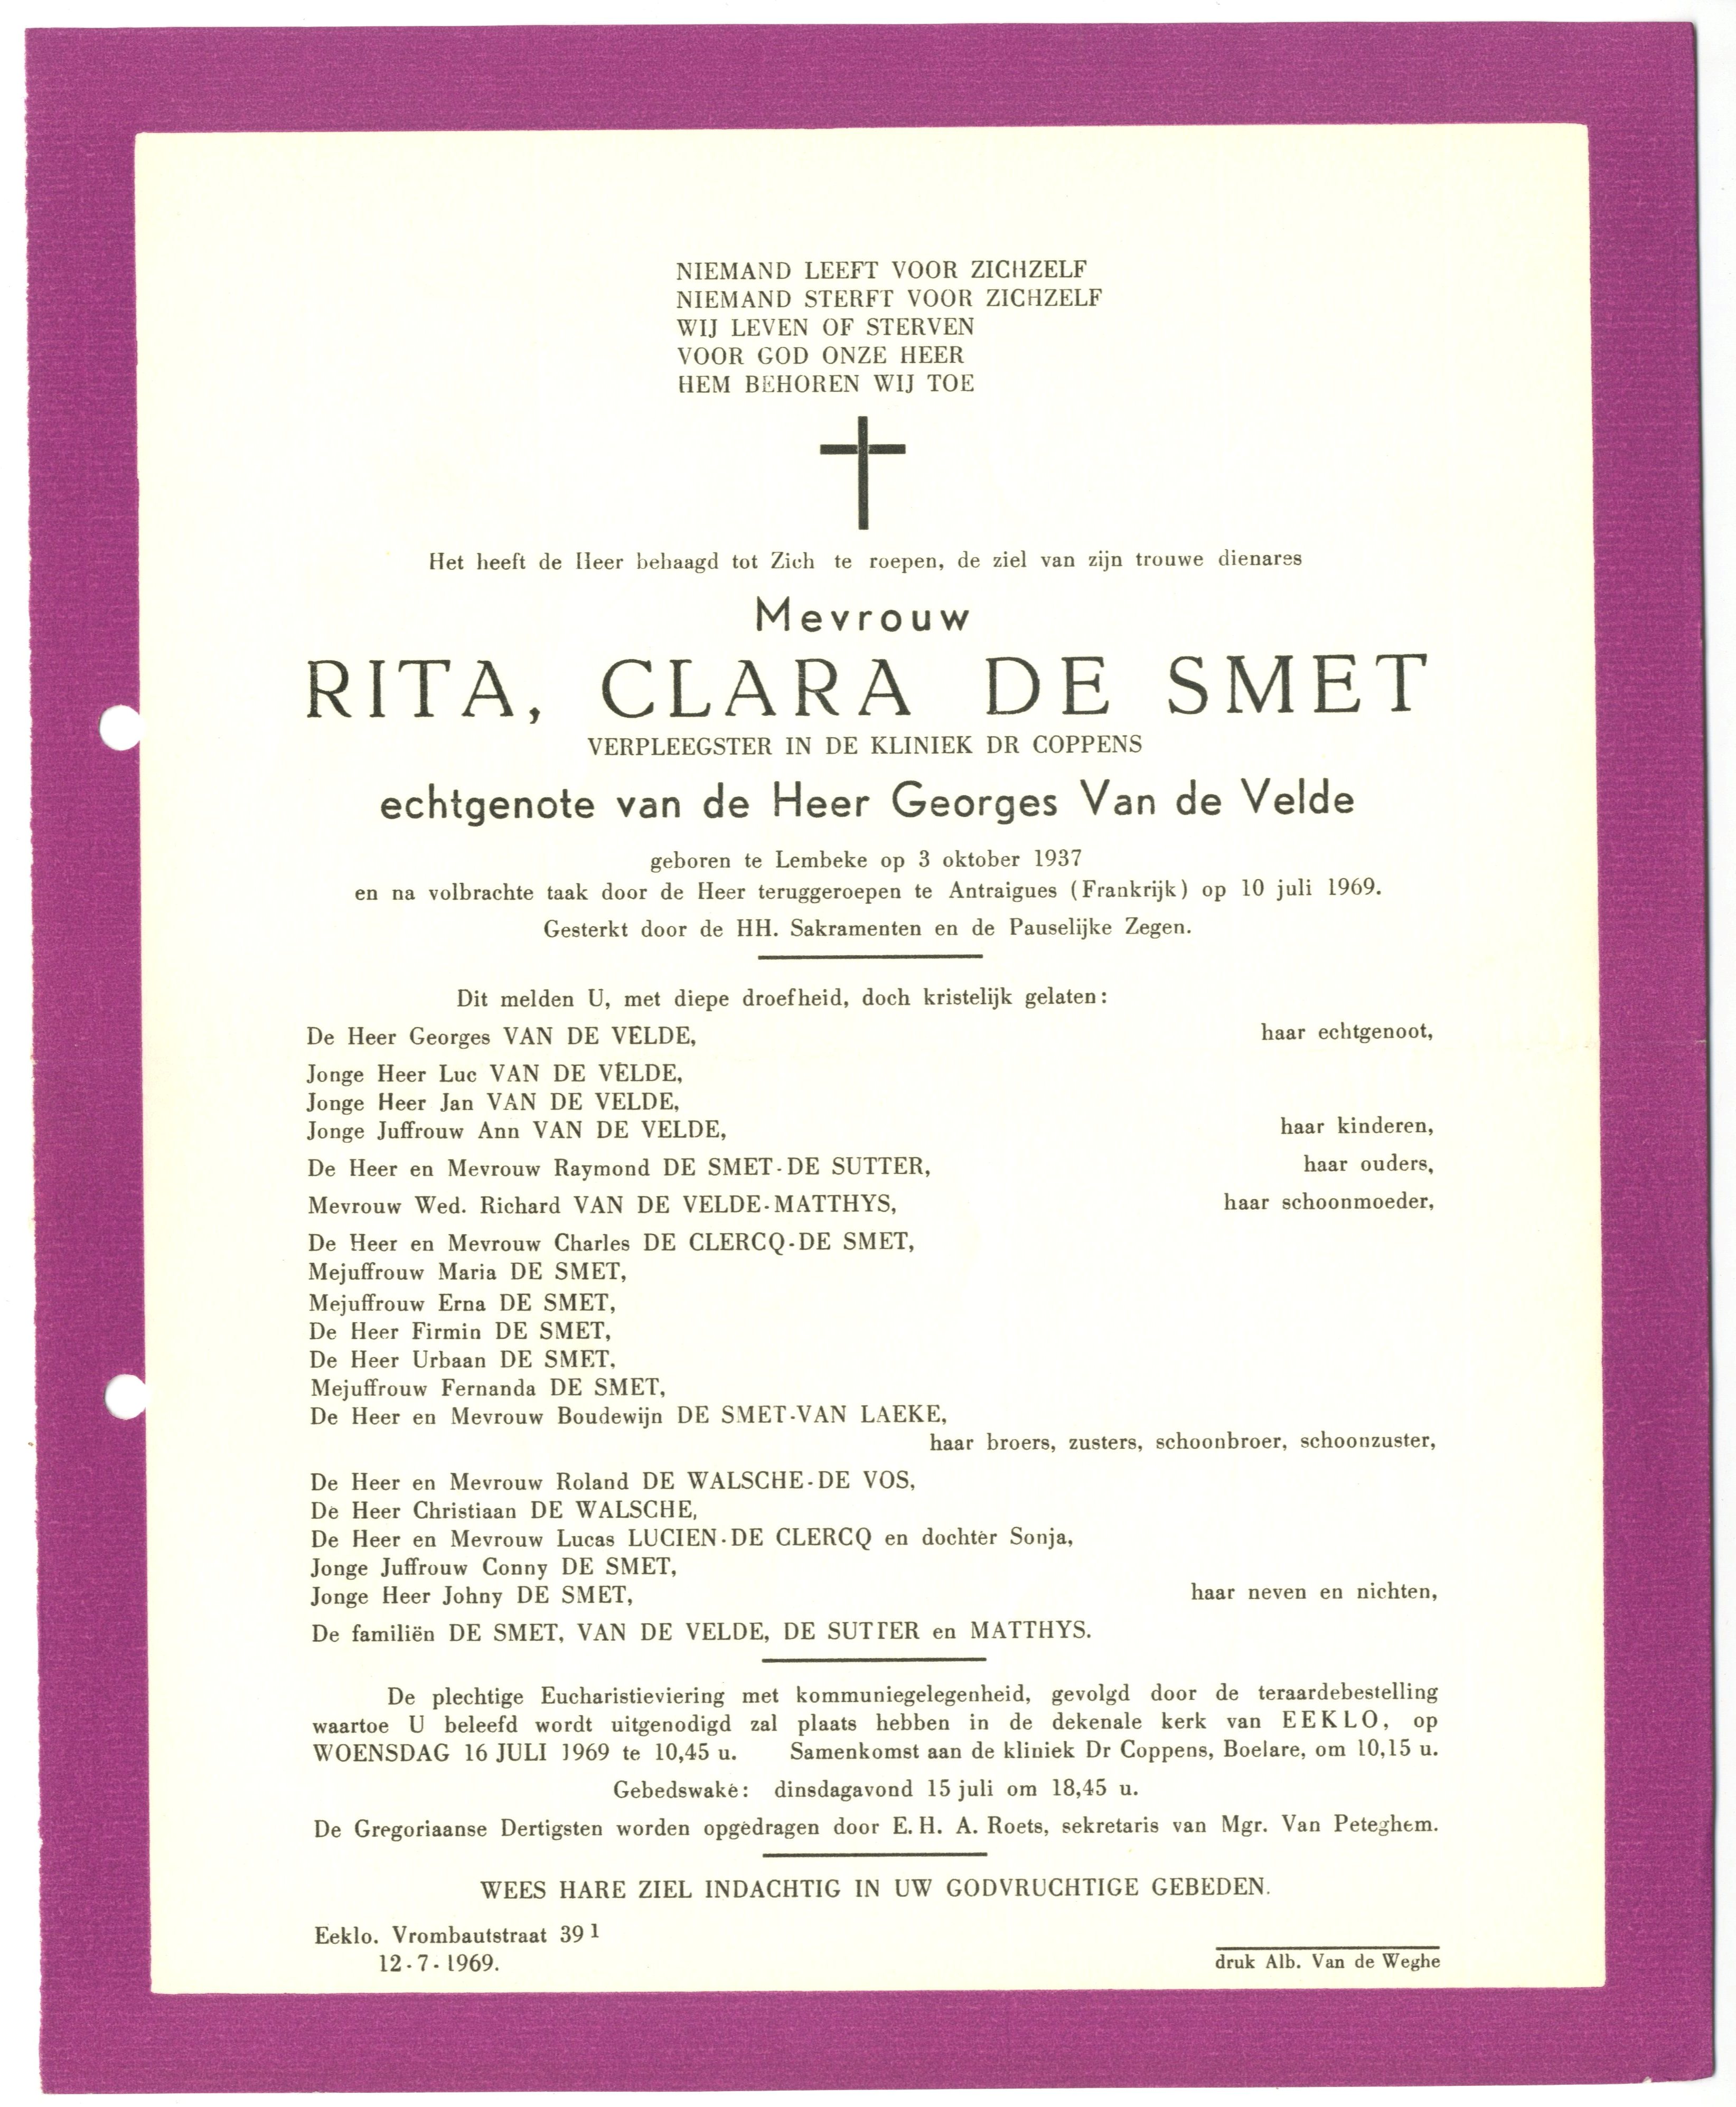 NIEMAND LEEFT VOOR ZICHZELF
NIEMAND STERFT VOOR ZICHZELF
WIJ LEVEN OF STERVEN
VOOR GOD ONZE HEER
HEM BEHOREN WIJ TOE
Het heeft de Heer behaagd tot Zich te roepen, de ziel van zijn trouwe dienares
Mevrouw
RITA, CLARA DE SMET
VERPLEEGSTER IN DE KLINIEK DR COPPENS
echtgenote van de Heer Georges Van de Velde
geboren te Lembeke op 3 oktober 1937
en na volbrachte taak door de Heer teruggeroepen te Antraigues (Frankrijk) op 10 juli 1969.
Gesterkt door de HH. Sakramenten en de Pauselijke Zegen.
Dit melden U, met diepe droefheid, doch kristelijk gelaten:
De Heer Georges VAN DE VELDE, haar echtgenoot,
Jonge Heer Luc VAN DE VELDE,
Jonge Heer Jan VAN DE VELDE,
Jonge Juffrouw Ann VAN DE VELDE, haar kinderen,
De Heer en Mevrouw Raymond DE SMET-DE SUTTER, haar ouders,
Mevrouw Wed. Richard VAN DE VELDE-MATTHYS, haar schoonmoeder,
De Heer en Mevrouw Charles DE CLERCQ-DE SMET,
Mejuffrouw Maria DE SMET,
Mejuffrouw Erna DE SMET,
De Heer Firmin DE SMET,
De Heer Urbaan DE SMET,
Mejuffrouw Fernanda DE SMET,
De Heer en Mevrouw Boudewijn DE SMET-VAN LAEKE,
haar broers, zusters, schoonbroer, schoonzuster,
De Heer en Mevrouw Roland DE WALSCHE-DE VOS,
De Heer Christiaan DE WALSCHE,
De Heer en Mevrouw Lucas LUCIEN-DE CLERCQ en dochter Sonja,
Jonge Juffrouw Conny DE SMET,
Jonge Heer Johny DE SMET, haar neven en nichten,
De familiën DE SMET, VAN DE VELDE, DE SUTTER en MATTHYS.
De plechtige Eucharistieviering met kommuniegelegenheid, gevolgd door de teraardebestelling
waartoe U beleefd wordt uitgenodigd zal plaats hebben in de dekenale kerk van EEKLO, op
WOENSDAG 16 JULI 1969 te 10,45 u. Samenkomst aan de kliniek Dr Coppens, Boelare, om 10,15 u.
Gebedswake: dinsdagavond 15 juli om 18,45 u.
De Gregoriaanse Dertigsten worden opgedragen door E. H. A. Roets, sekretaris van Mgr. Van Peteghem.
WEES HARE ZIEL INDACHTIG IN UW GODVRUCHTIGE GEBEDEN.
Eeklo. Vrombautstraat 39 1
12-7-1969.
druk Alb. Van de Weghe